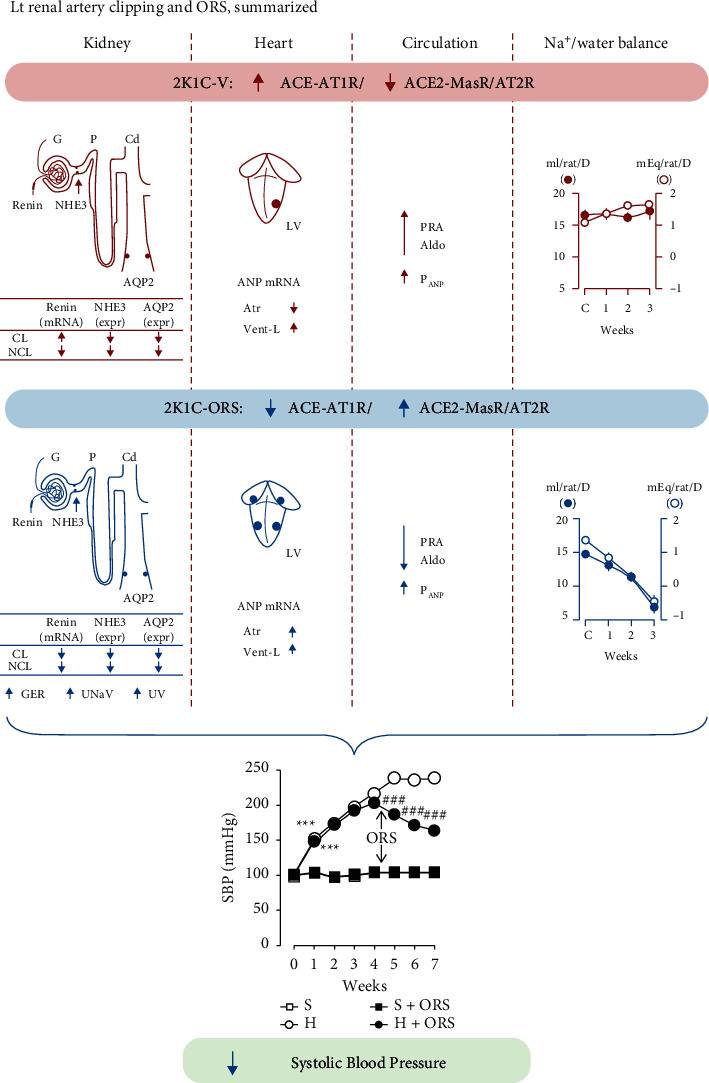 Lt renal artery clipping and ORS, summarized
Kidney Heart Circulation Na+/water balance
2K1C-V: ↑ ACE-AT1R/ ↓ ACE2-MasR/AT2R
G P Cd
Renin NHE3
AQP2
Renin (mRNA) NHE3 (expr) AQP2 (expr)
CL ↑ ↓ ↓
NCL ↓ ↓ ↓
LV
ANP mRNA
Atr ↓
Vent-L ↑
↑ PRA
Aldo
↑ PANP
ml/rat/D mEq/rat/D
(●) (○)
20 2
15 1
10 0
5 −1
C 1 2 3
Weeks
2K1C-ORS: ↓ ACE-AT1R/ ↑ ACE2-MasR/AT2R
G P Cd
Renin NHE3
AQP2
Renin (mRNA) NHE3 (expr) AQP2 (expr)
CL ↓ ↓ ↓
NCL ↓ ↓ ↓
↑ GER ↑ UNaV ↑ UV
LV
ANP mRNA
Atr ↑
Vent-L ↑
↓ PRA
Aldo
↑ PANP
ml/rat/D mEq/rat/D
(●) (○)
20 2
15 1
10 0
5 −1
C 1 2 3
Weeks
SBP (mmHg)
250
200
150
100
50
0
***
***
###
###
###
ORS
0 1 2 3 4 5 6 7
Weeks
S S + ORS
H H + ORS
↓ Systolic Blood Pressure